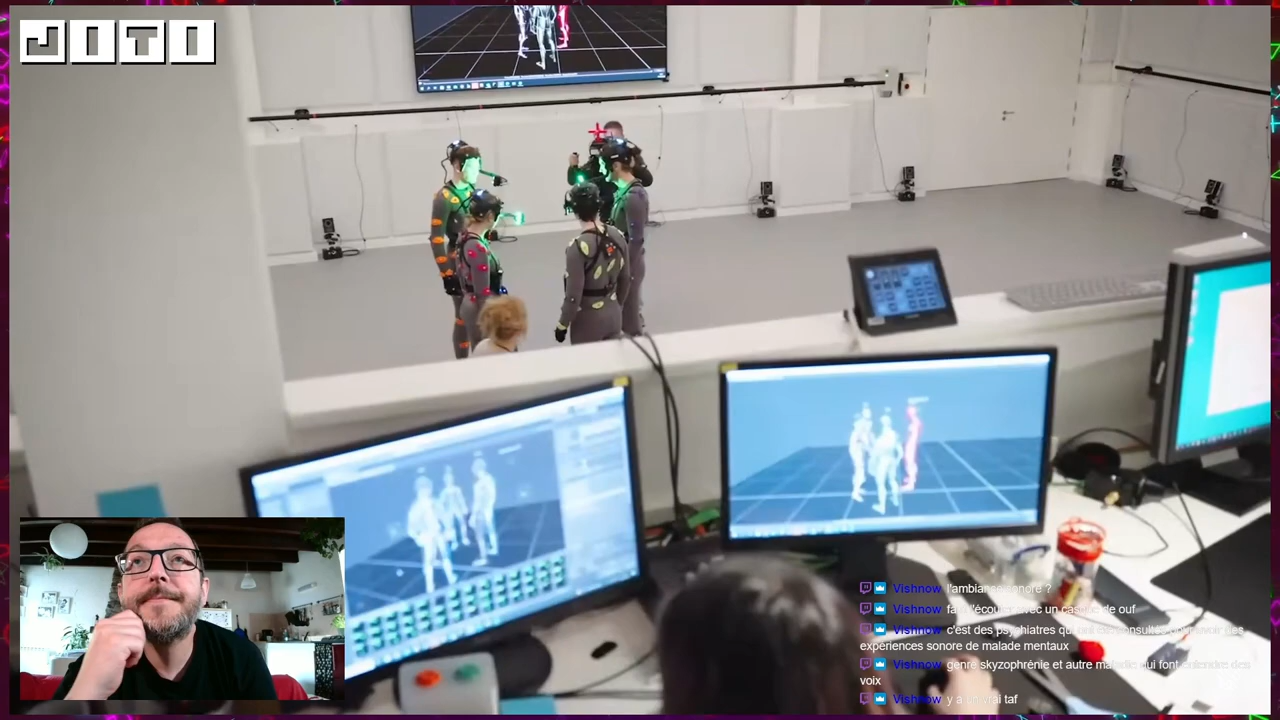 JITI
Vishnow l'ambiance sonore ?
Vishnow faut l'écouter avec un casque de ouf
Vishnow c'est des psychiatres qui ont été consultés pour avoir des
expériences sonore de malade mentaux
Vishnow genre skyzophrénie et autre maladie qui font entendre des
voix
Vishnow y a un vrai taf